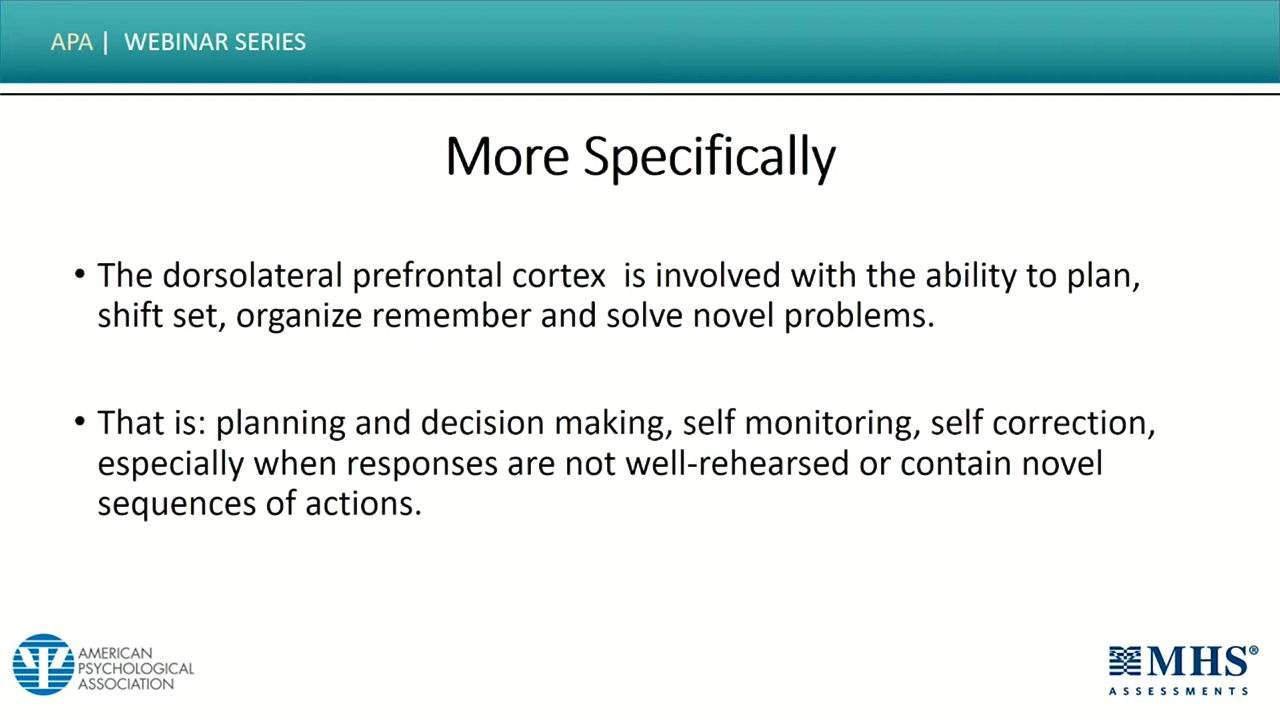 APA | WEBINAR SERIES
More Specifically
• The dorsolateral prefrontal cortex  is involved with the ability to plan,
shift set, organize remember and solve novel problems.
• That is: planning and decision making, self monitoring, self correction,
especially when responses are not well-rehearsed or contain novel
sequences of actions.
AMERICAN
PSYCHOLOGICAL
ASSOCIATION
MHS®
ASSESSMENTS